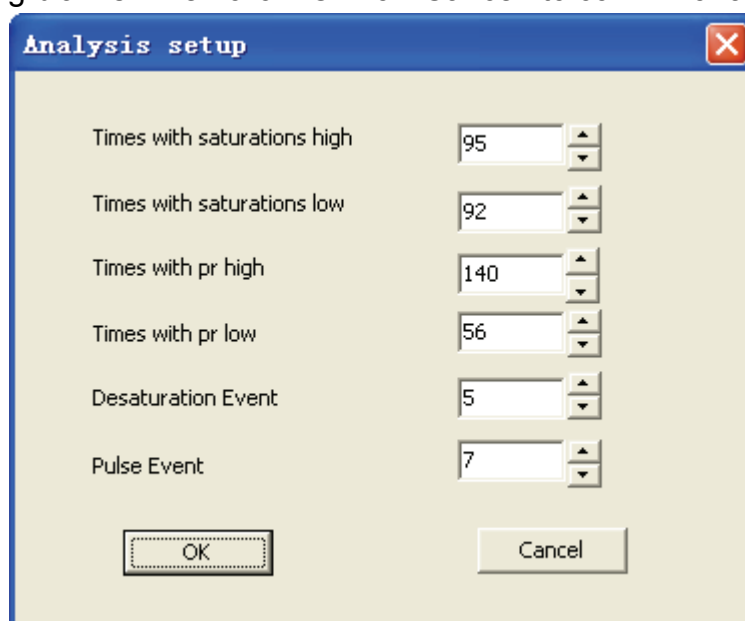 Analysis setup
Times with saturations high 95
Times with saturations low 92
Times with pr high 140
Times with pr low 56
Desaturation Event 5
Pulse Event 7
OK Cancel